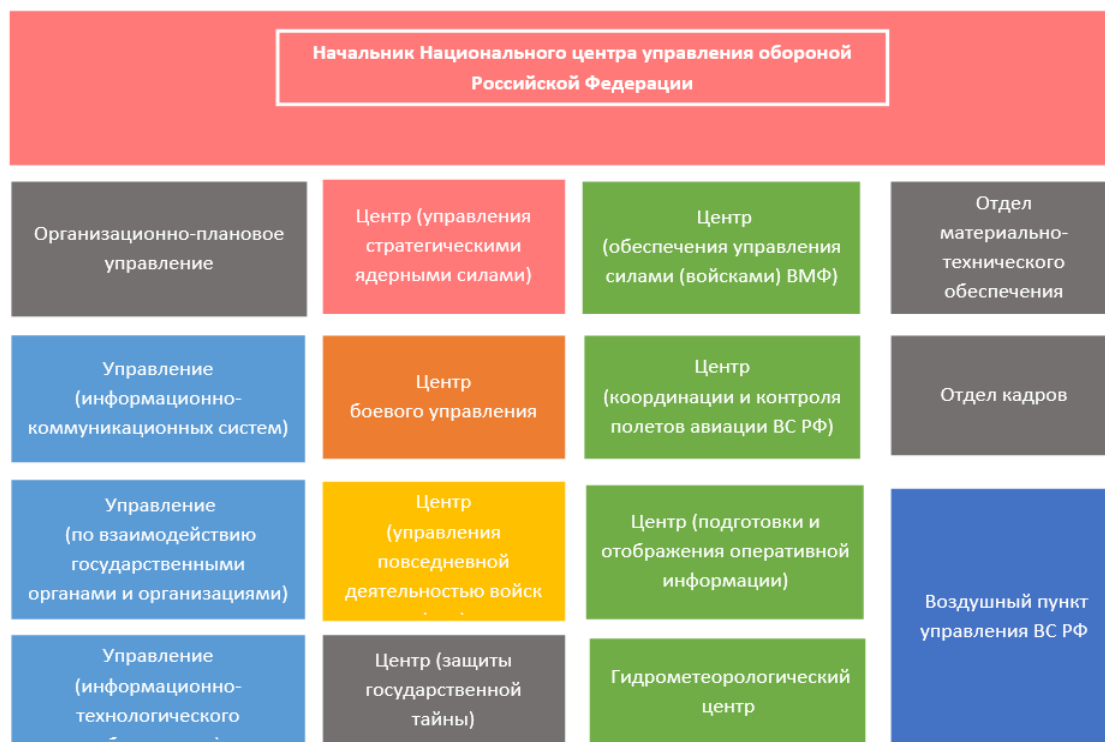 Начальник Национального центра управления обороной
Российской Федерации
Организационно-плановое
управление
Центр (управления
стратегическими
ядерными силами)
Центр
(обеспечения управления
силами (войсками) ВМФ)
Отдел
материально-
технического
обеспечения
Управление
(информационно-
коммуникационных систем)
Центр
боевого управления
Центр
(координации и контроля
полетов авиации ВС РФ)
Отдел кадров
Управление
(по взаимодействию
государственными
органами и организациями)
Центр
(управления
повседневной
деятельностью войск
Центр (подготовки и
отображения оперативной
информации)
Воздушный пункт
управления ВС РФ
Управление
(информационно-
технологического
Центр (защиты
государственной
тайны)
Гидрометеорологический
центр